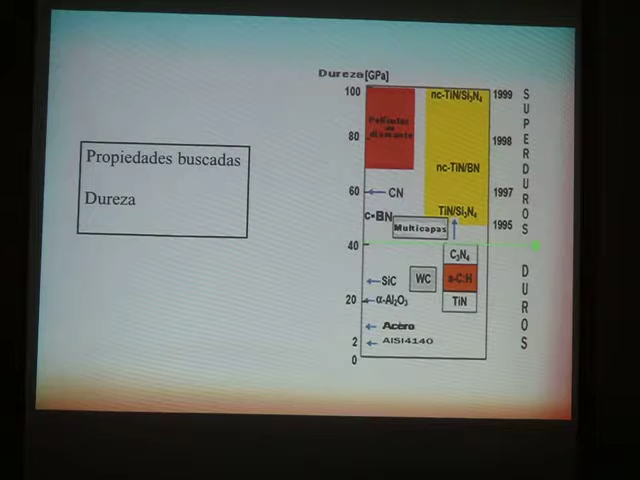 Propiedades buscadas
Dureza
Dureza[GPa]
100
80
60
40
20
2
0
Películas
de
diamante
nc-TiN/Si₃N₄
nc-TiN/BN
TiN/Si₃N₄
CN
c-BN
Multicapas
C₃N₄
SiC
WC
a-C:H
α-Al₂O₃
TiN
Acero
AISI4140
1999
1998
1997
1995
SUPERDUROS
DUROS